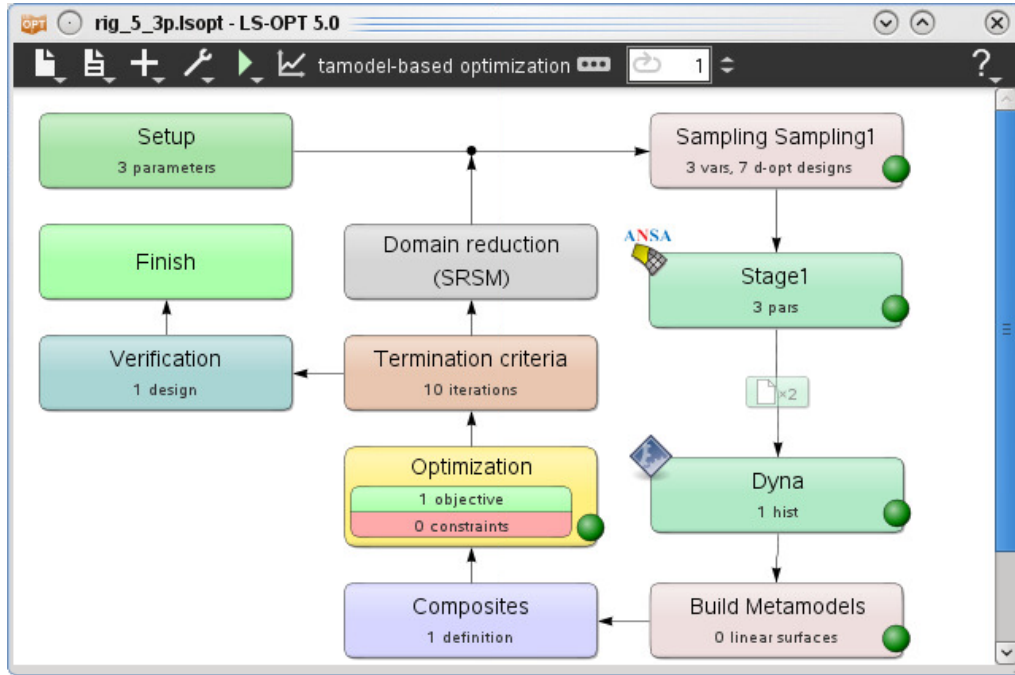 OPT rig_5_3p.lsopt - LS-OPT 5.0
tamodel-based optimization 1 ?
Setup
3 parameters
Sampling Sampling1
3 vars, 7 d-opt designs
Finish
Domain reduction
(SRSM)
ANSA
Stage1
3 pars
Verification
1 design
Termination criteria
10 iterations
×2
Optimization
1 objective
0 constraints
Dyna
1 hist
Composites
1 definition
Build Metamodels
0 linear surfaces